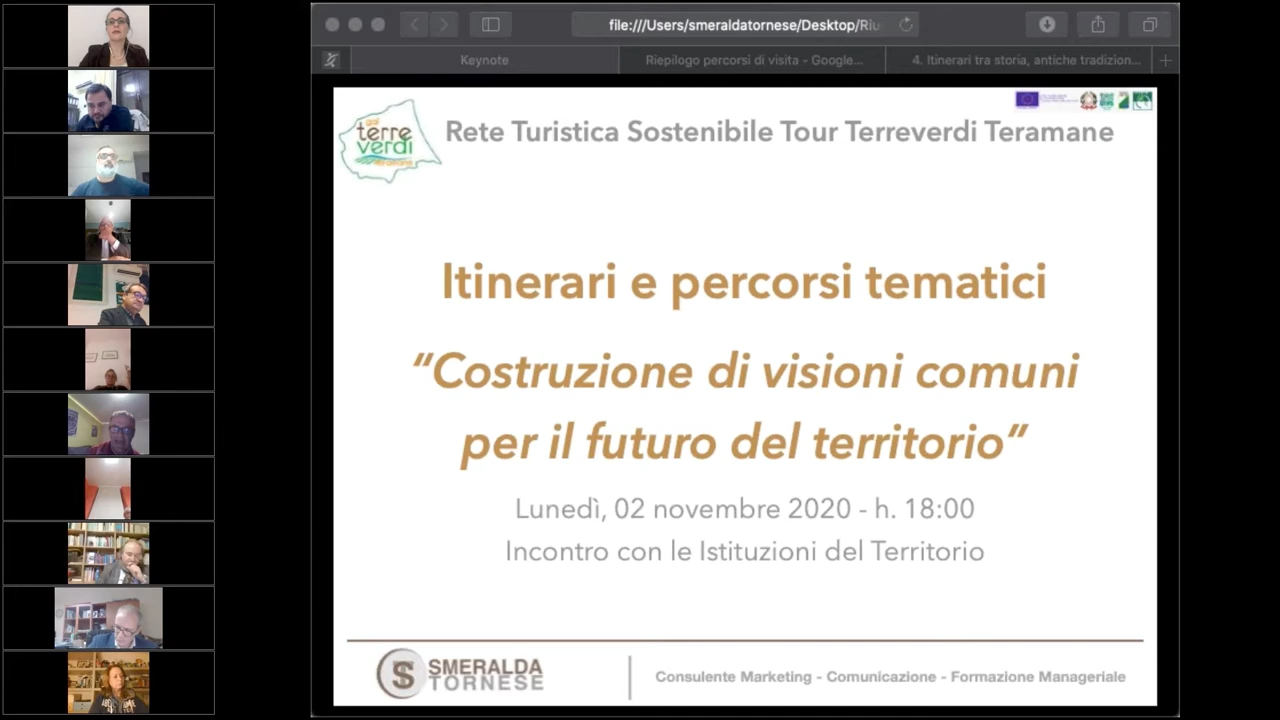 file:///Users/smeraldatornese/Desktop/Riu
Keynote
Riepilogo percorsi di visita - Google...
4. Itinerari tra storia, antiche tradizion...
gal
terre
verdi
teramane
Rete Turistica Sostenibile Tour Terreverdi Teramane
Itinerari e percorsi tematici
“Costruzione di visioni comuni
per il futuro del territorio“
Lunedì, 02 novembre 2020 - h. 18:00
Incontro con le Istituzioni del Territorio
S
SMERALDA
TORNESE
Consulente Marketing - Comunicazione - Formazione Manageriale